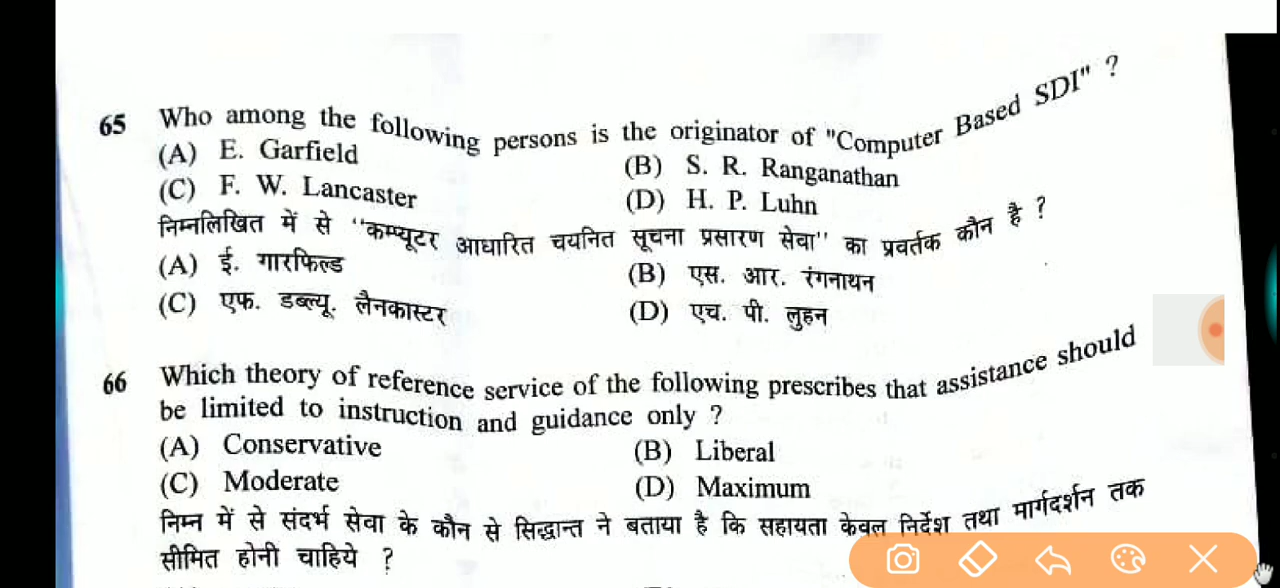 65 Who among the following persons is the originator of "Computer Based SDI" ?
(A) E. Garfield (B) S. R. Ranganathan
(C) F. W. Lancaster (D) H. P. Luhn
निम्नलिखित में से "कम्प्यूटर आधारित चयनित सूचना प्रसारण सेवा" का प्रवर्तक कौन है ?
(A) ई. गारफिल्ड (B) एस. आर. रंगनाथन
(C) एफ. डब्ल्यू. लैनकास्टर (D) एच. पी. लुहन
66 Which theory of reference service of the following prescribes that assistance should
be limited to instruction and guidance only ?
(A) Conservative (B) Liberal
(C) Moderate (D) Maximum
निम्न में से संदर्भ सेवा के कौन से सिद्धान्त ने बताया है कि सहायता केवल निर्देश तथा मार्गदर्शन तक
सीमित होनी चाहिये ?